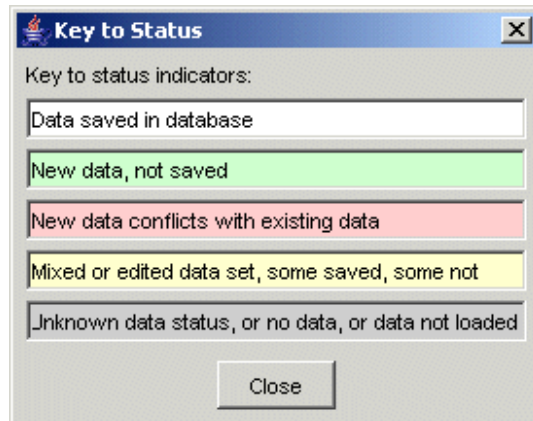 Key to Status
Key to status indicators:
Data saved in database
New data, not saved
New data conflicts with existing data
Mixed or edited data set, some saved, some not
Unknown data status, or no data, or data not loaded
Close